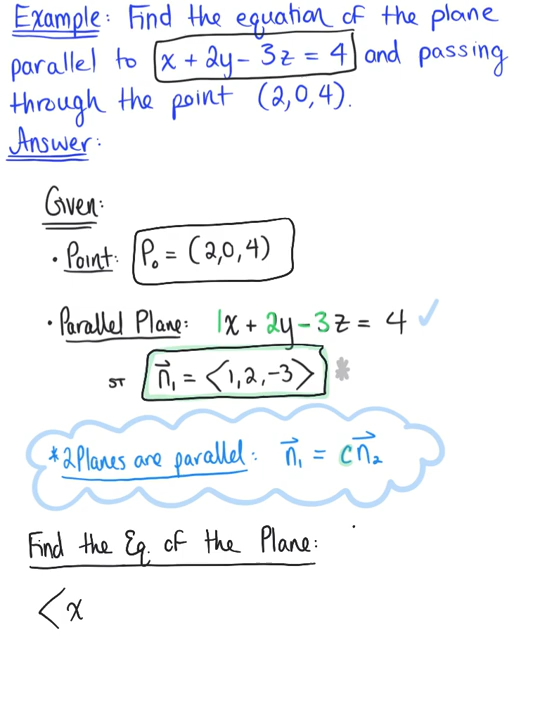 Example: Find the equation of the plane
parallel to x + 2y - 3z = 4 and passing
through the point (2,0,4).
Answer:
Given:
• Point: P₀ = (2,0,4)
• Parallel Plane: 1x + 2y - 3z = 4 ✓
ST n⃗₁ = <1,2,-3> *
* 2 Planes are parallel: n⃗₁ = cn⃗₂
Find the Eq. of the Plane:
<x